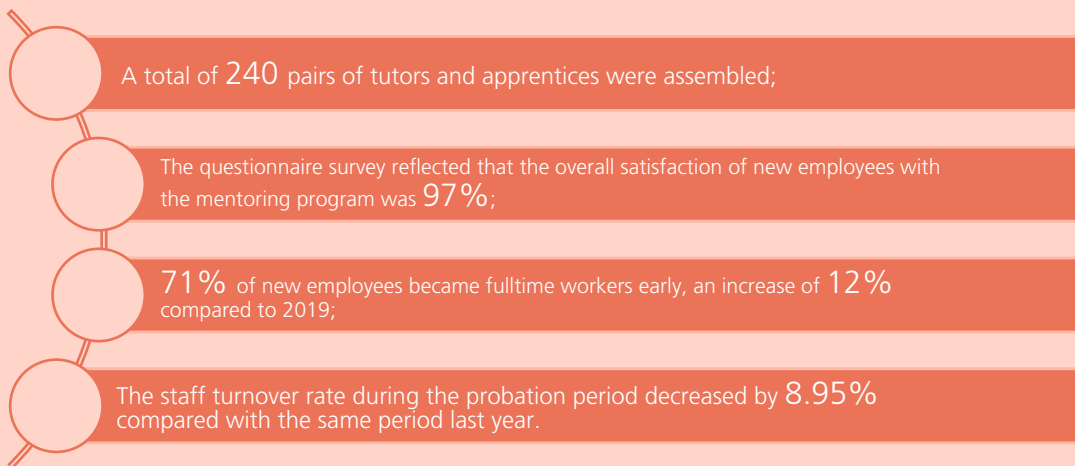 A total of 240 pairs of tutors and apprentices were assembled;
The questionnaire survey reflected that the overall satisfaction of new employees with
the mentoring program was 97%;
71% of new employees became fulltime workers early, an increase of 12%
compared to 2019;
The staff turnover rate during the probation period decreased by 8.95%
compared with the same period last year.